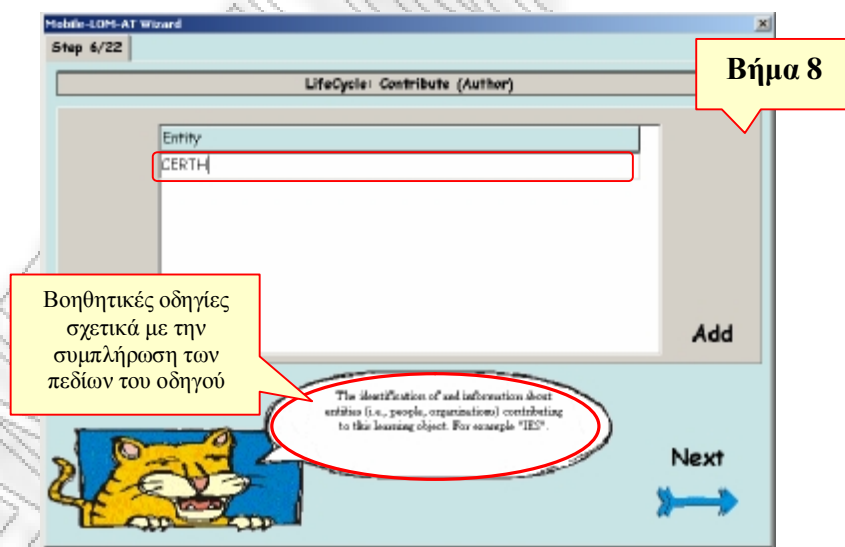 Mobile-LOM-AT Wizard
Step 6/22
Βήμα 8
LifeCycle: Contribute (Author)
Entity
CERTH
Βοηθητικές οδηγίες
σχετικά με την
συμπλήρωση των
πεδίων του οδηγού
Add
The identification of and information about
entities (i.e., people, organizations) contributing
to this learning object. For example "IES".
Next